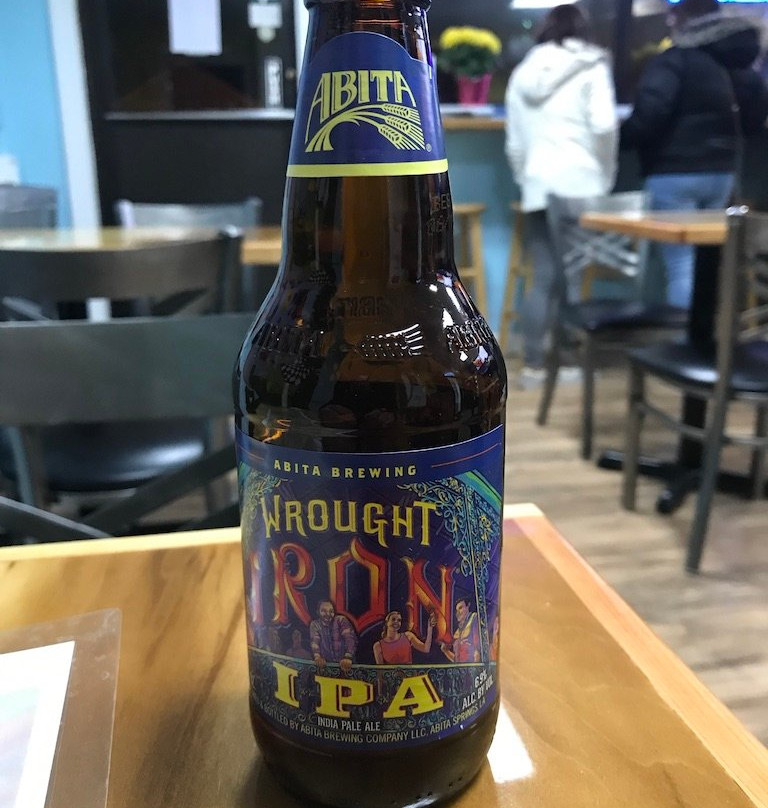 ABITA
®
ABITA BREWING
WROUGHT
IRON
IPA
INDIA PALE ALE
6.9%
ALC. BY VOL.
BOTTLED BY ABITA BREWING COMPANY LLC. ABITA SPRINGS, LA